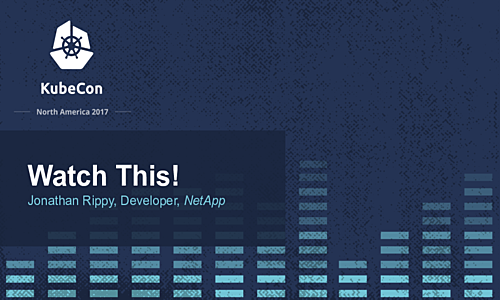 KubeCon
North America 2017
Watch This!
Jonathan Rippy, Developer, NetApp